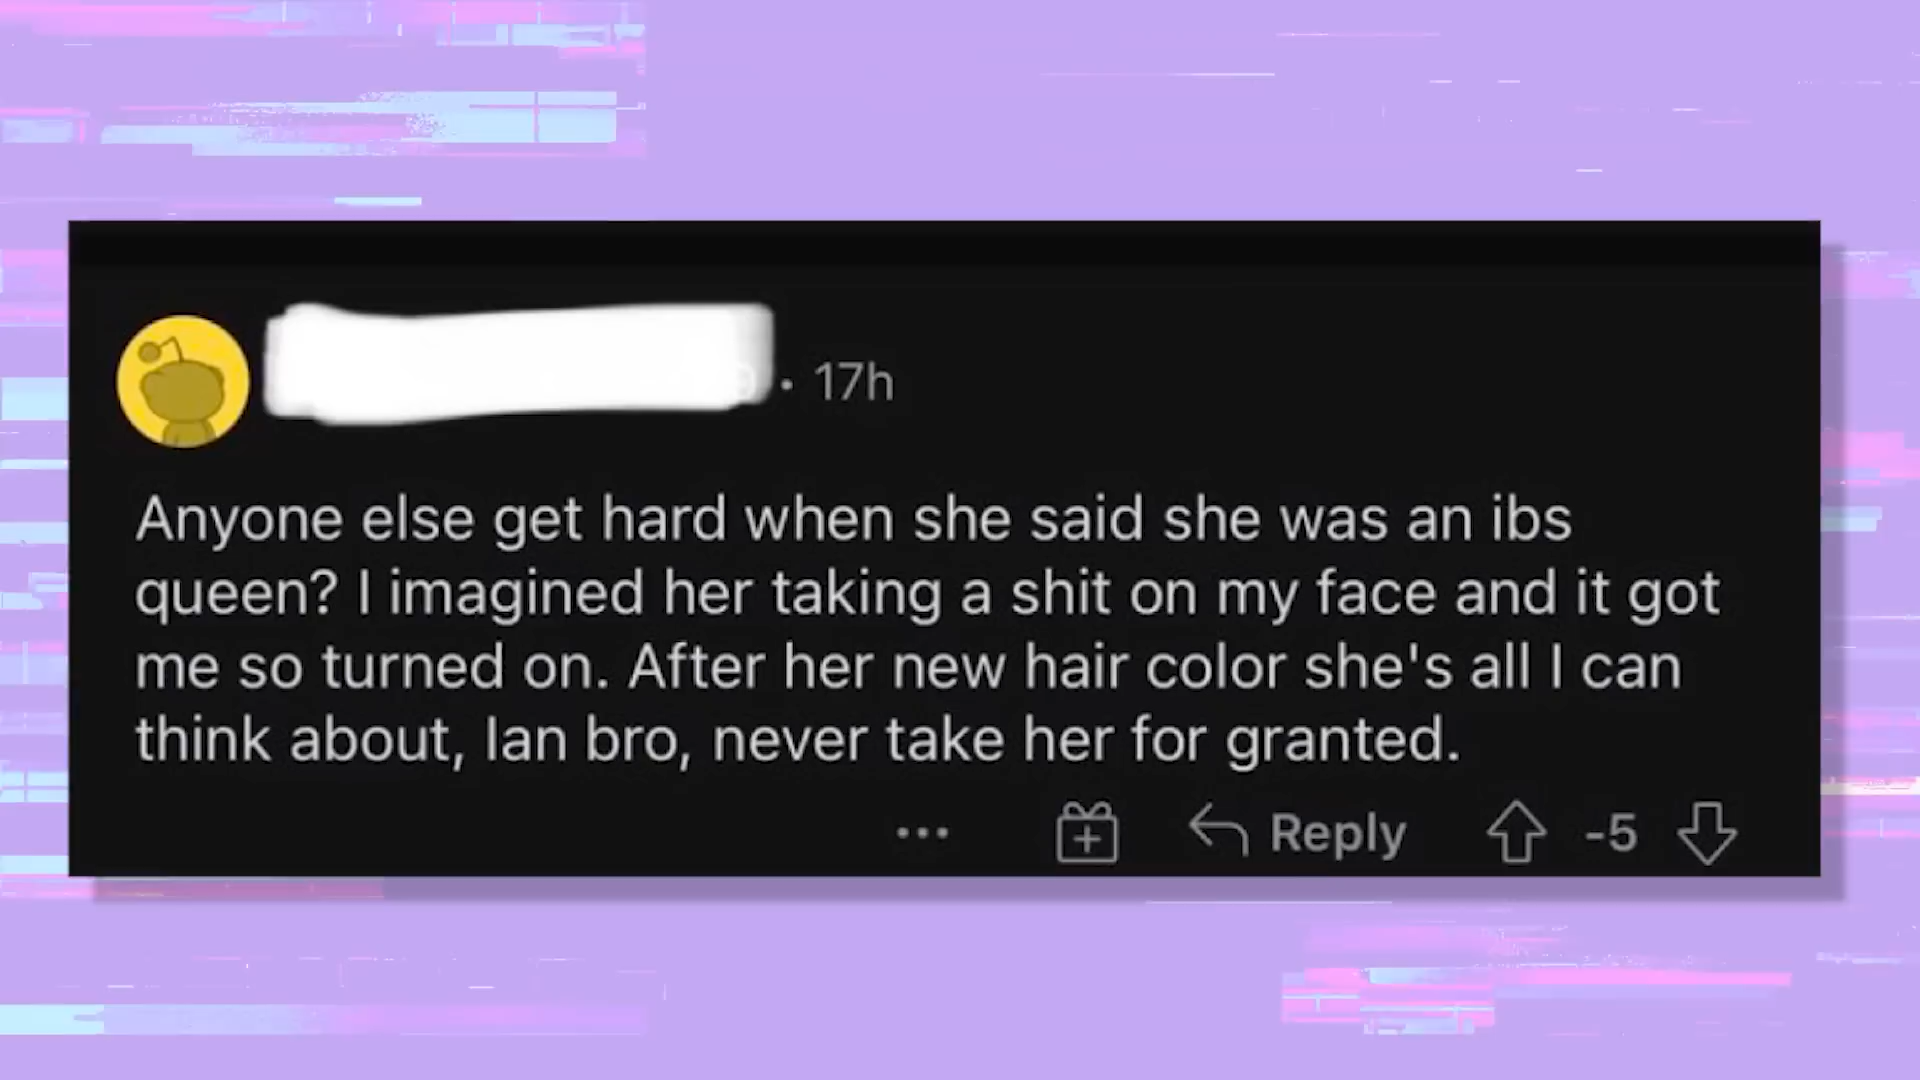 • 17h
Anyone else get hard when she said she was an ibs
queen? I imagined her taking a shit on my face and it got
me so turned on. After her new hair color she's all I can
think about, Ian bro, never take her for granted.
Reply -5